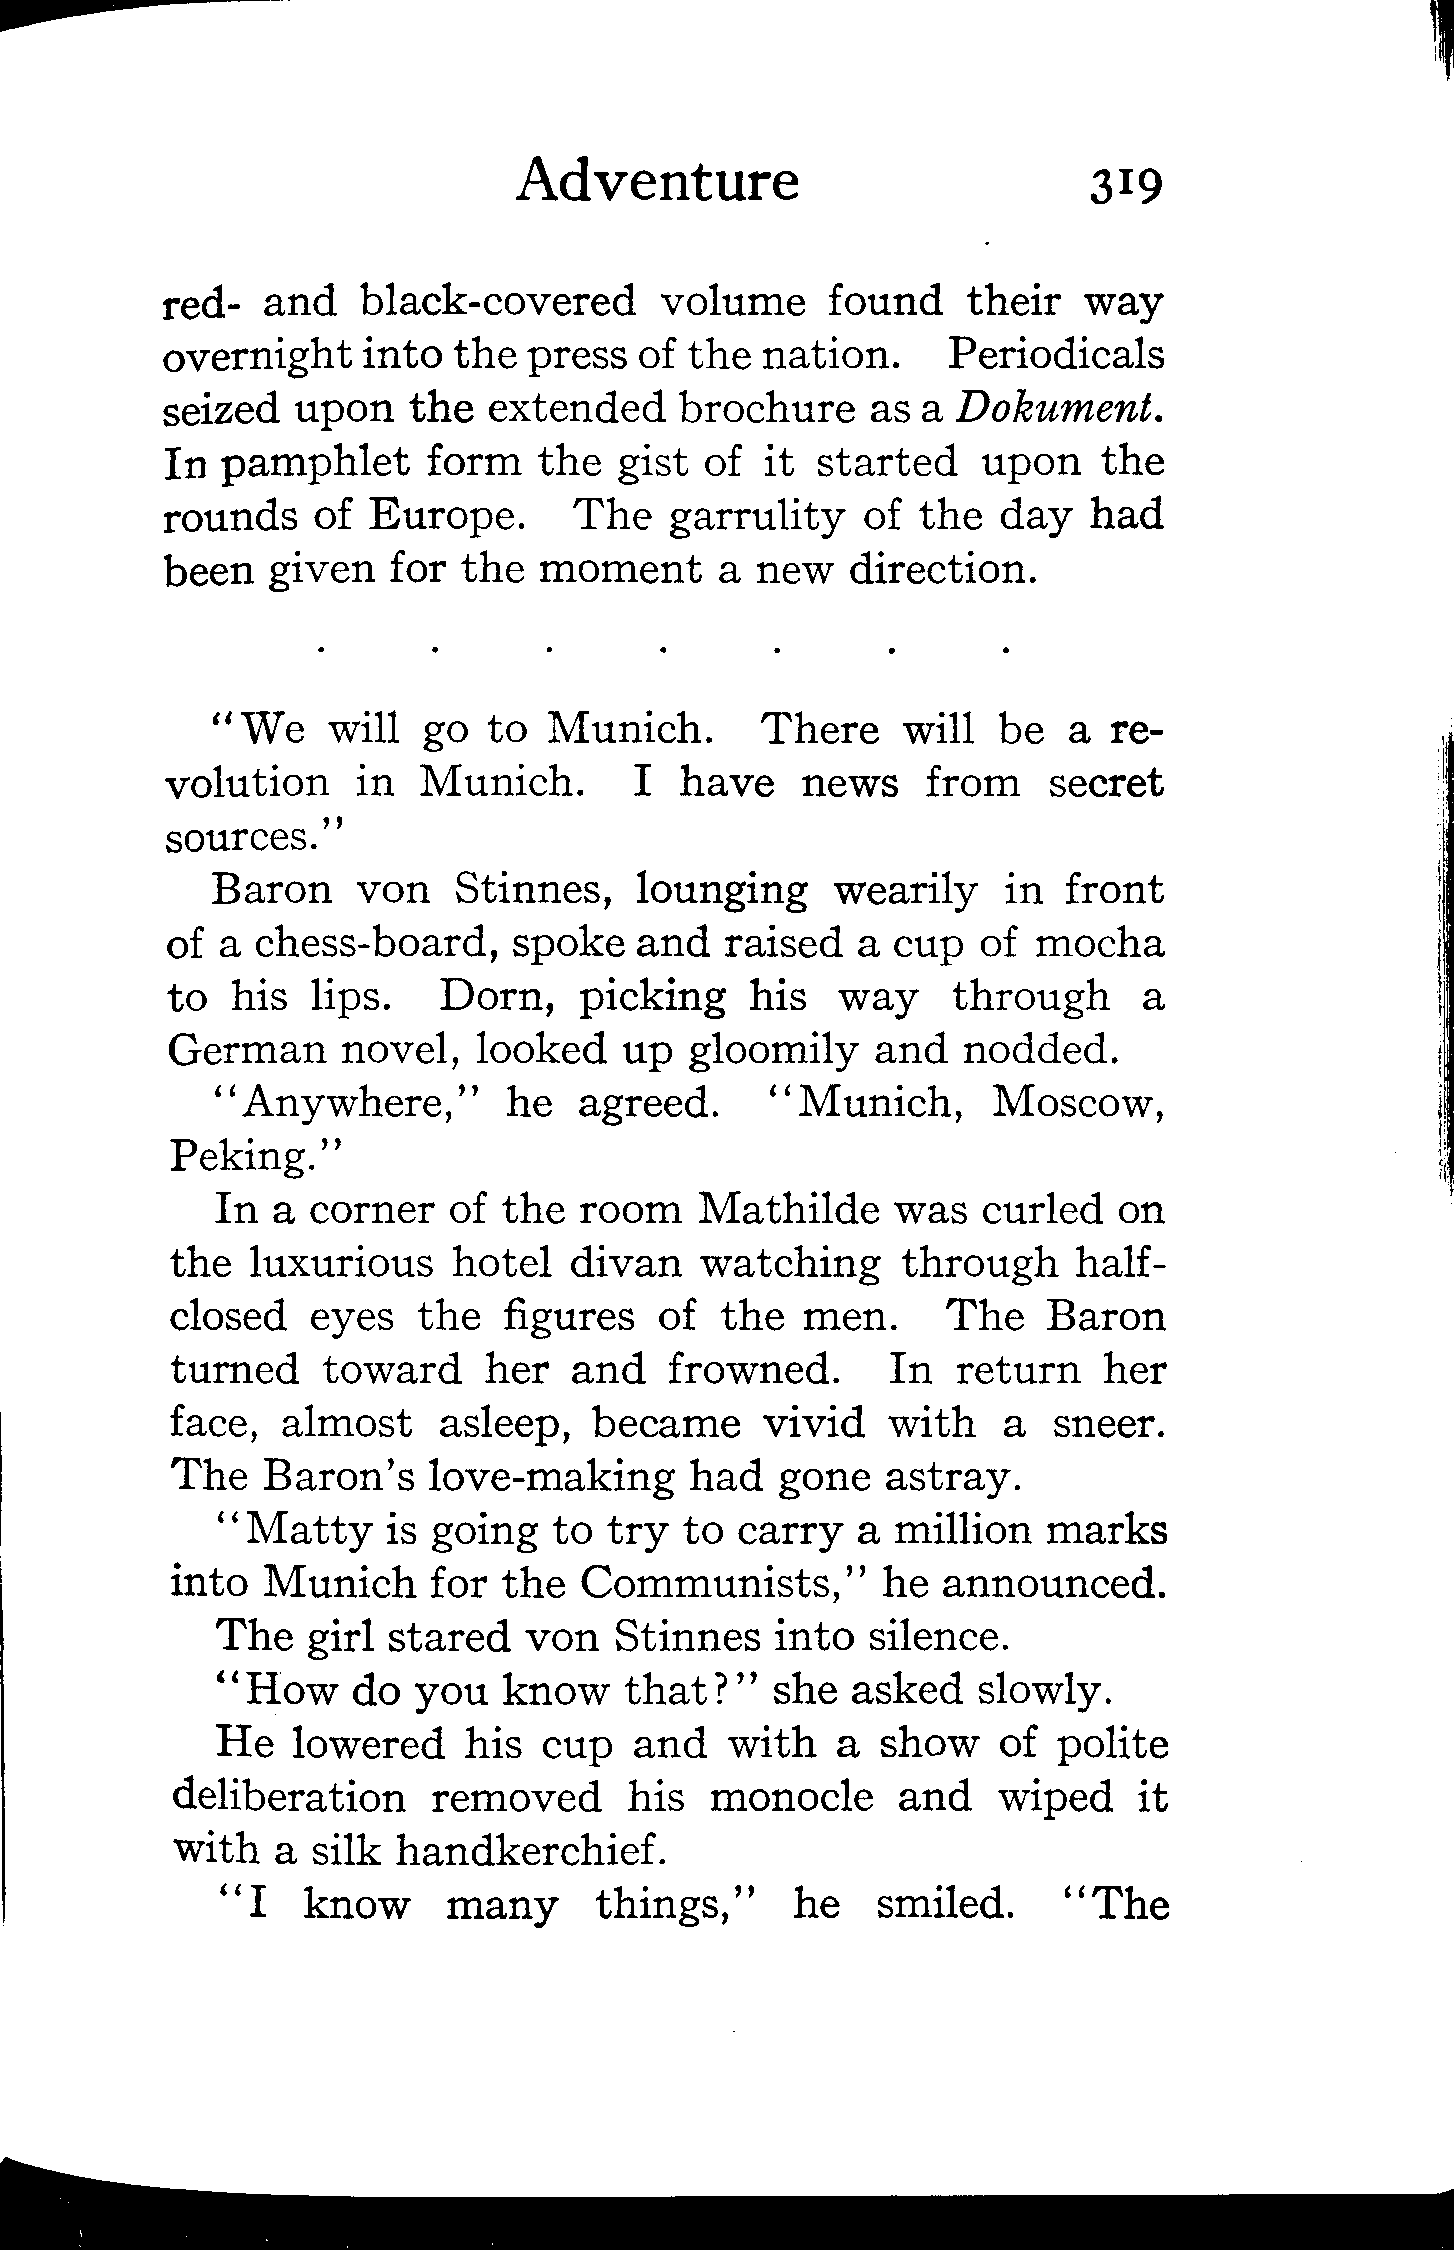 Adventure 319
red- and black-covered volume found their way
overnight into the press of the nation. Periodicals
seized upon the extended brochure as a Dokument.
In pamphlet form the gist of it started upon the
rounds of Europe. The garrulity of the day had
been given for the moment a new direction.
. . . . . . .
"We will go to Munich. There will be a re-
volution in Munich. I have news from secret
sources."
Baron von Stinnes, lounging wearily in front
of a chess-board, spoke and raised a cup of mocha
to his lips. Dorn, picking his way through a
German novel, looked up gloomily and nodded.
"Anywhere," he agreed. "Munich, Moscow,
Peking."
In a corner of the room Mathilde was curled on
the luxurious hotel divan watching through half-
closed eyes the figures of the men. The Baron
turned toward her and frowned. In return her
face, almost asleep, became vivid with a sneer.
The Baron's love-making had gone astray.
"Matty is going to try to carry a million marks
into Munich for the Communists," he announced.
The girl stared von Stinnes into silence.
"How do you know that?" she asked slowly.
He lowered his cup and with a show of polite
deliberation removed his monocle and wiped it
with a silk handkerchief.
"I know many things," he smiled. "The